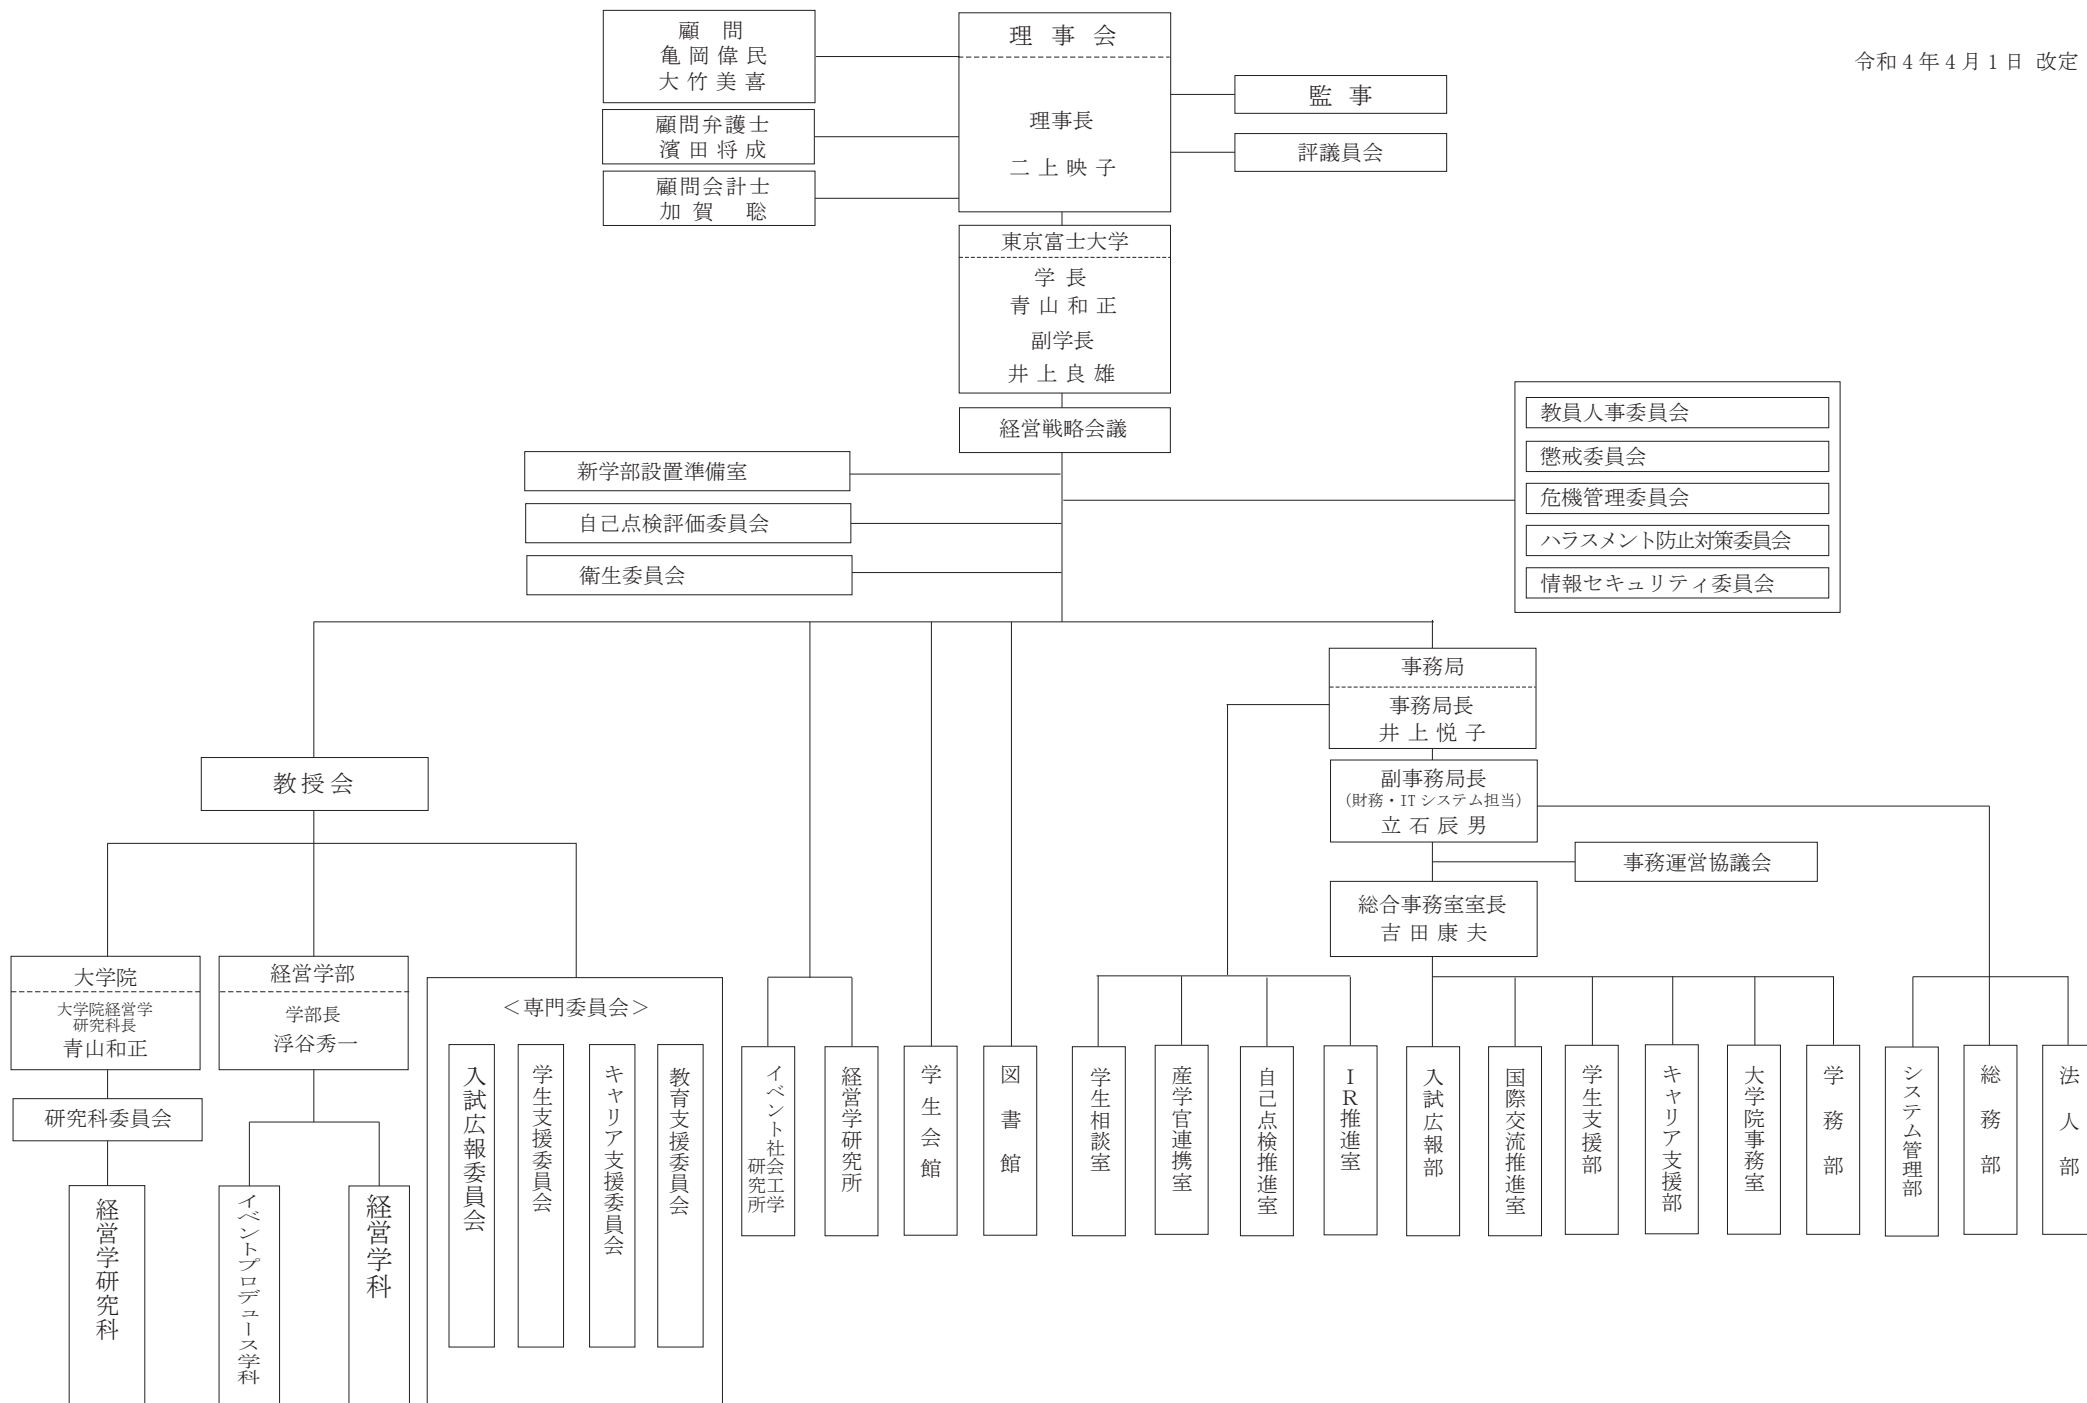 令和4年4月1日 改定
顧 問
亀岡偉民
大竹美喜
顧問弁護士
濱田将成
顧問会計士
加賀 聡
理 事 会
理事長
二上映子
監 事
評議員会
東京富士大学
学 長
青山和正
副学長
井上良雄
経営戦略会議
新学部設置準備室
自己点検評価委員会
衛生委員会
教員人事委員会
懲戒委員会
危機管理委員会
ハラスメント防止対策委員会
情報セキュリティ委員会
事務局
事務局長
井上悦子
副事務局長
(財務・ITシステム担当)
立石辰男
事務運営協議会
総合事務室室長
吉田康夫
教授会
大学院
大学院経営学
研究科長
青山和正
研究科委員会
経営学研究科
経営学部
学部長
浮谷秀一
イベントプロデュース学科
経営学科
＜専門委員会＞
入試広報委員会
学生支援委員会
キャリア支援委員会
教育支援委員会
イベント社会工学
研究所
経営学研究所
学生会館
図書館
学生相談室
産学官連携室
自己点検推進室
IR推進室
入試広報部
国際交流推進室
学生支援部
キャリア支援部
大学院事務室
学務部
システム管理部
総務部
法人部